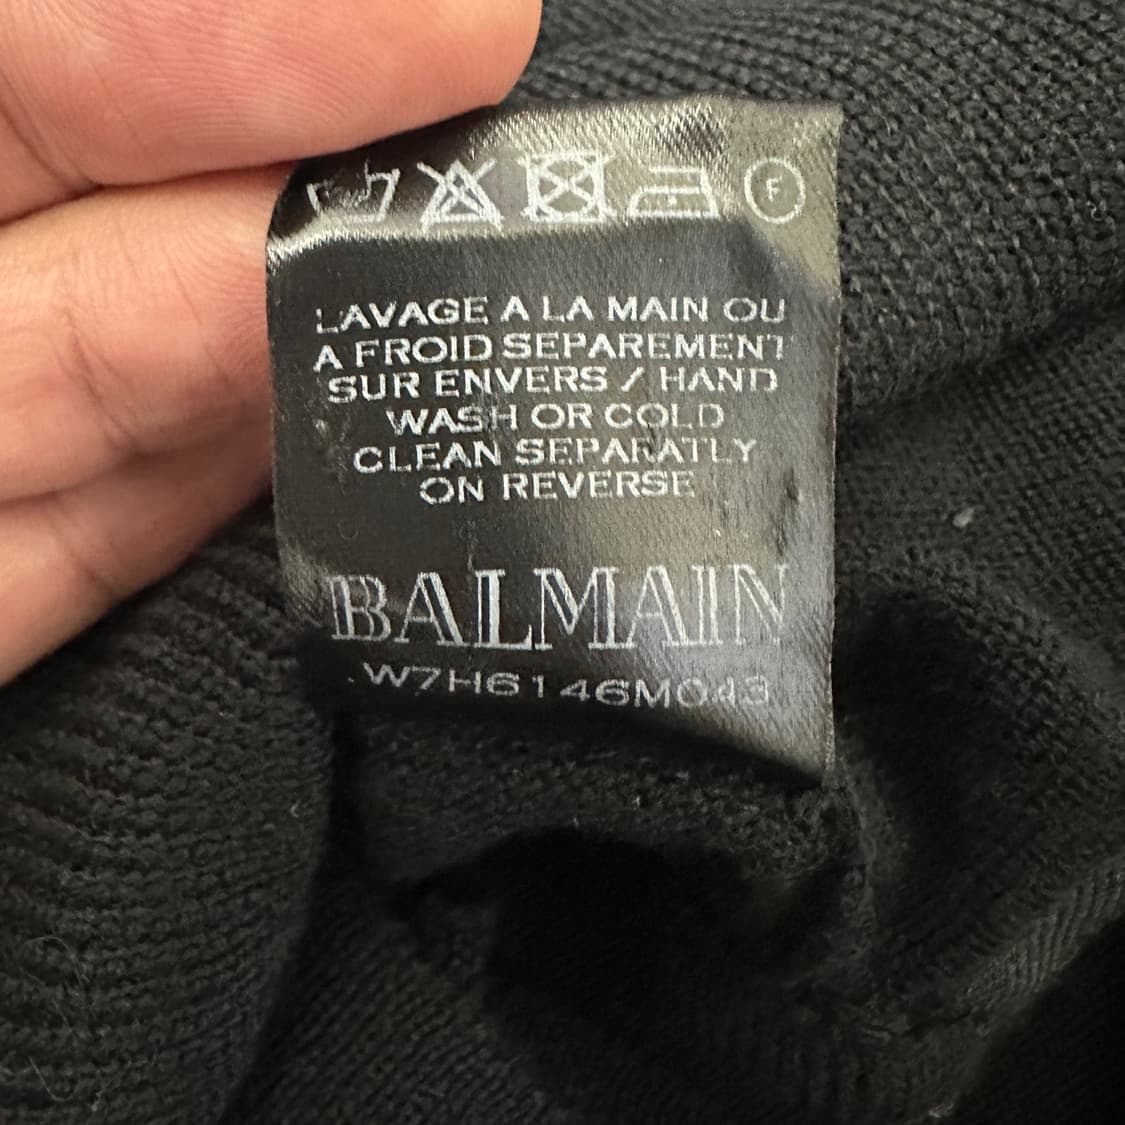 F
LAVAGE A LA MAIN OU
A FROID SEPAREMENT
SUR ENVERS / HAND
WASH OR COLD
CLEAN SEPARATLY
ON REVERSE
BALMAIN
W7H6146M043